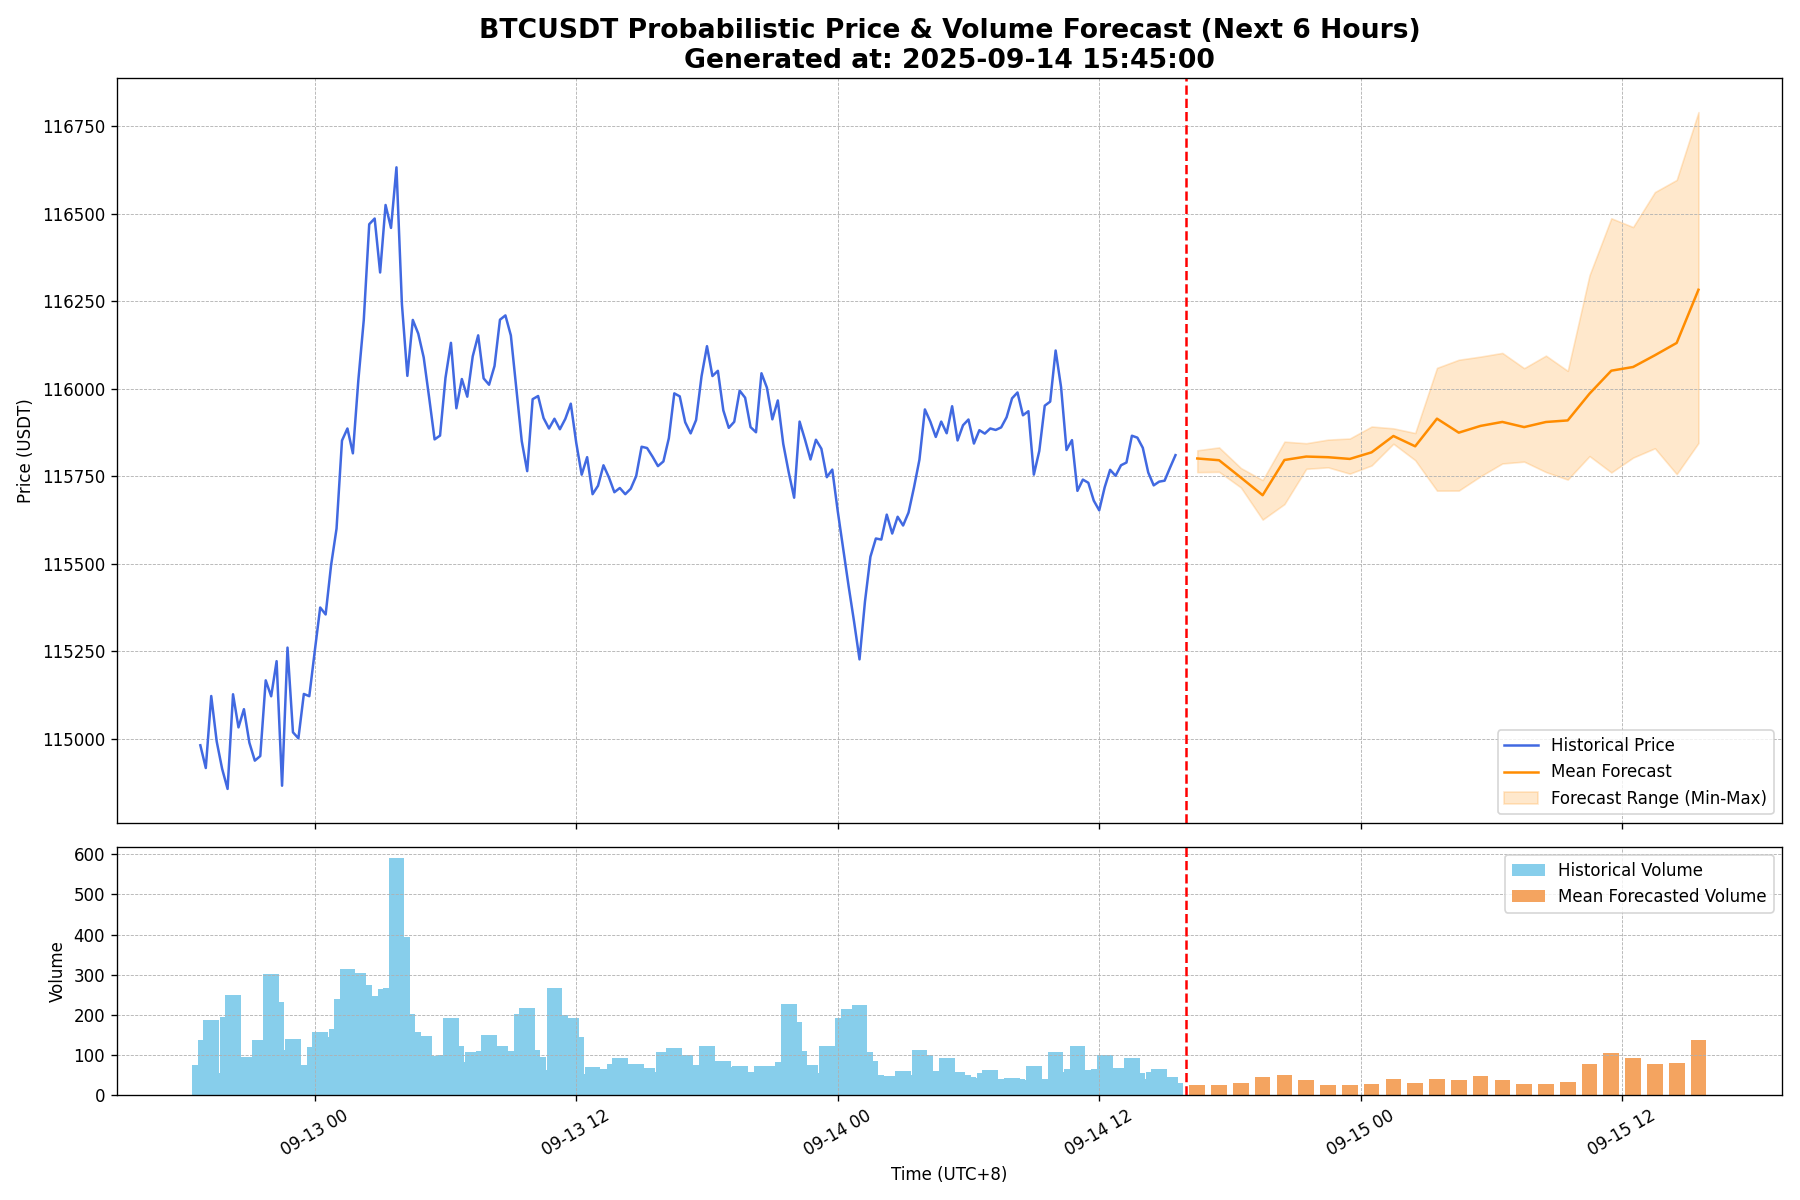 BTCUSDT Probabilistic Price & Volume Forecast (Next 6 Hours)
Generated at: 2025-09-14 15:45:00
116750
116500
116250
116000
115750
115500
115250
115000
Price (USDT)
Historical Price
Mean Forecast
Forecast Range (Min-Max)
600
500
400
300
200
100
0
Volume
Historical Volume
Mean Forecasted Volume
09-13 00
09-13 12
09-14 00
09-14 12
09-15 00
09-15 12
Time (UTC+8)